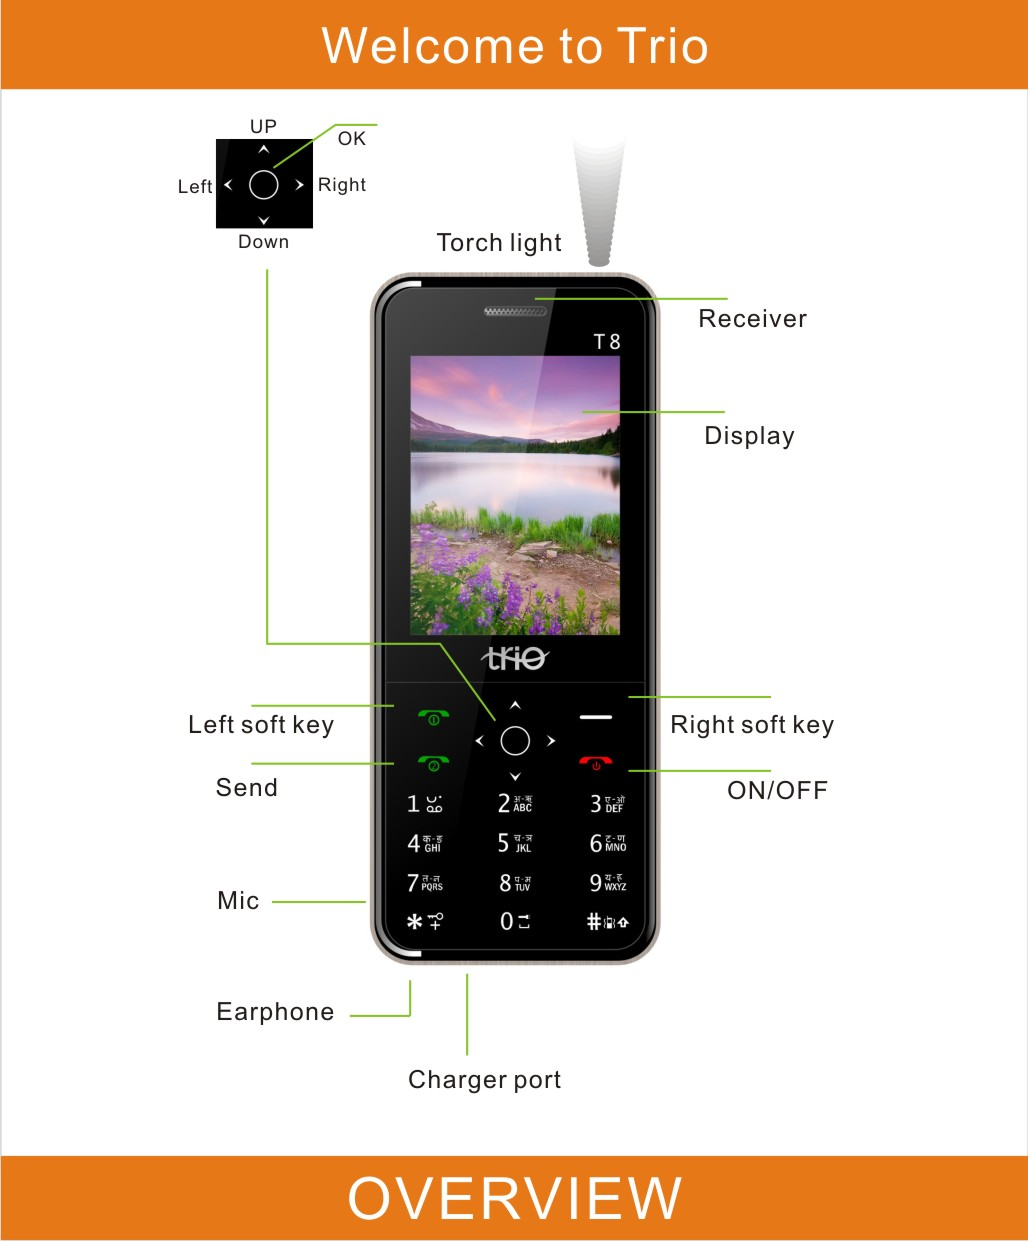 Welcome to Trio
UP
OK
Left
Right
Down
Torch light
Receiver
T8
Display
trio
Left soft key
Right soft key
Send
ON/OFF
1 2 अ-ऋ ABC 3 ए-ओ DEF
4 क-ङ GHI 5 च-ञ JKL 6 ट-ण MNO
7 त-न PQRS 8 प-म TUV 9 य-ह WXYZ
* + 0 #
Mic
Earphone
Charger port
OVERVIEW